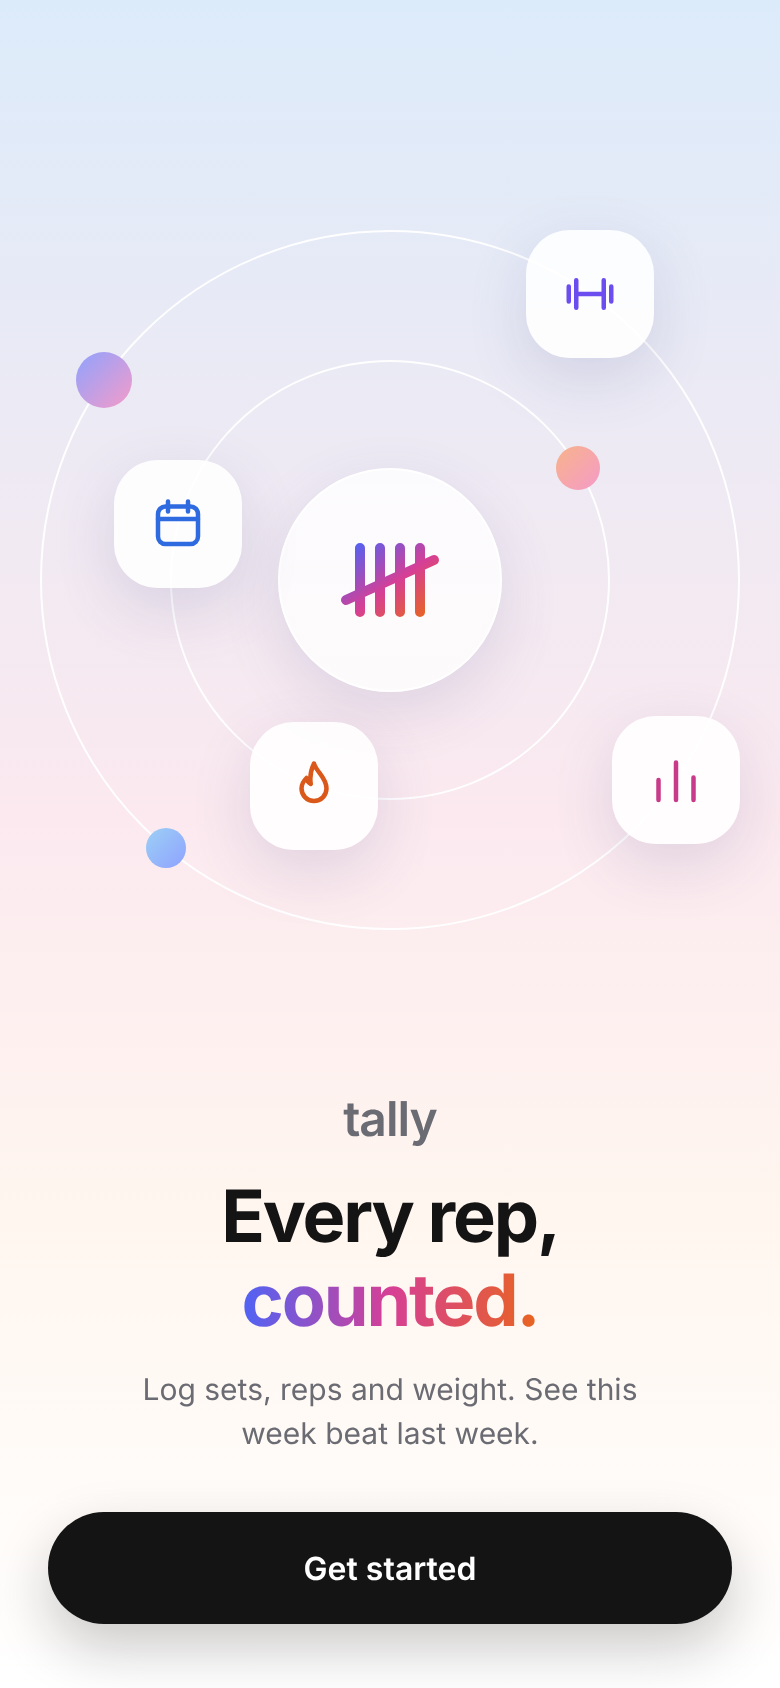 tally
Every rep,
counted.
Log sets, reps and weight. See this
week beat last week.
Get started